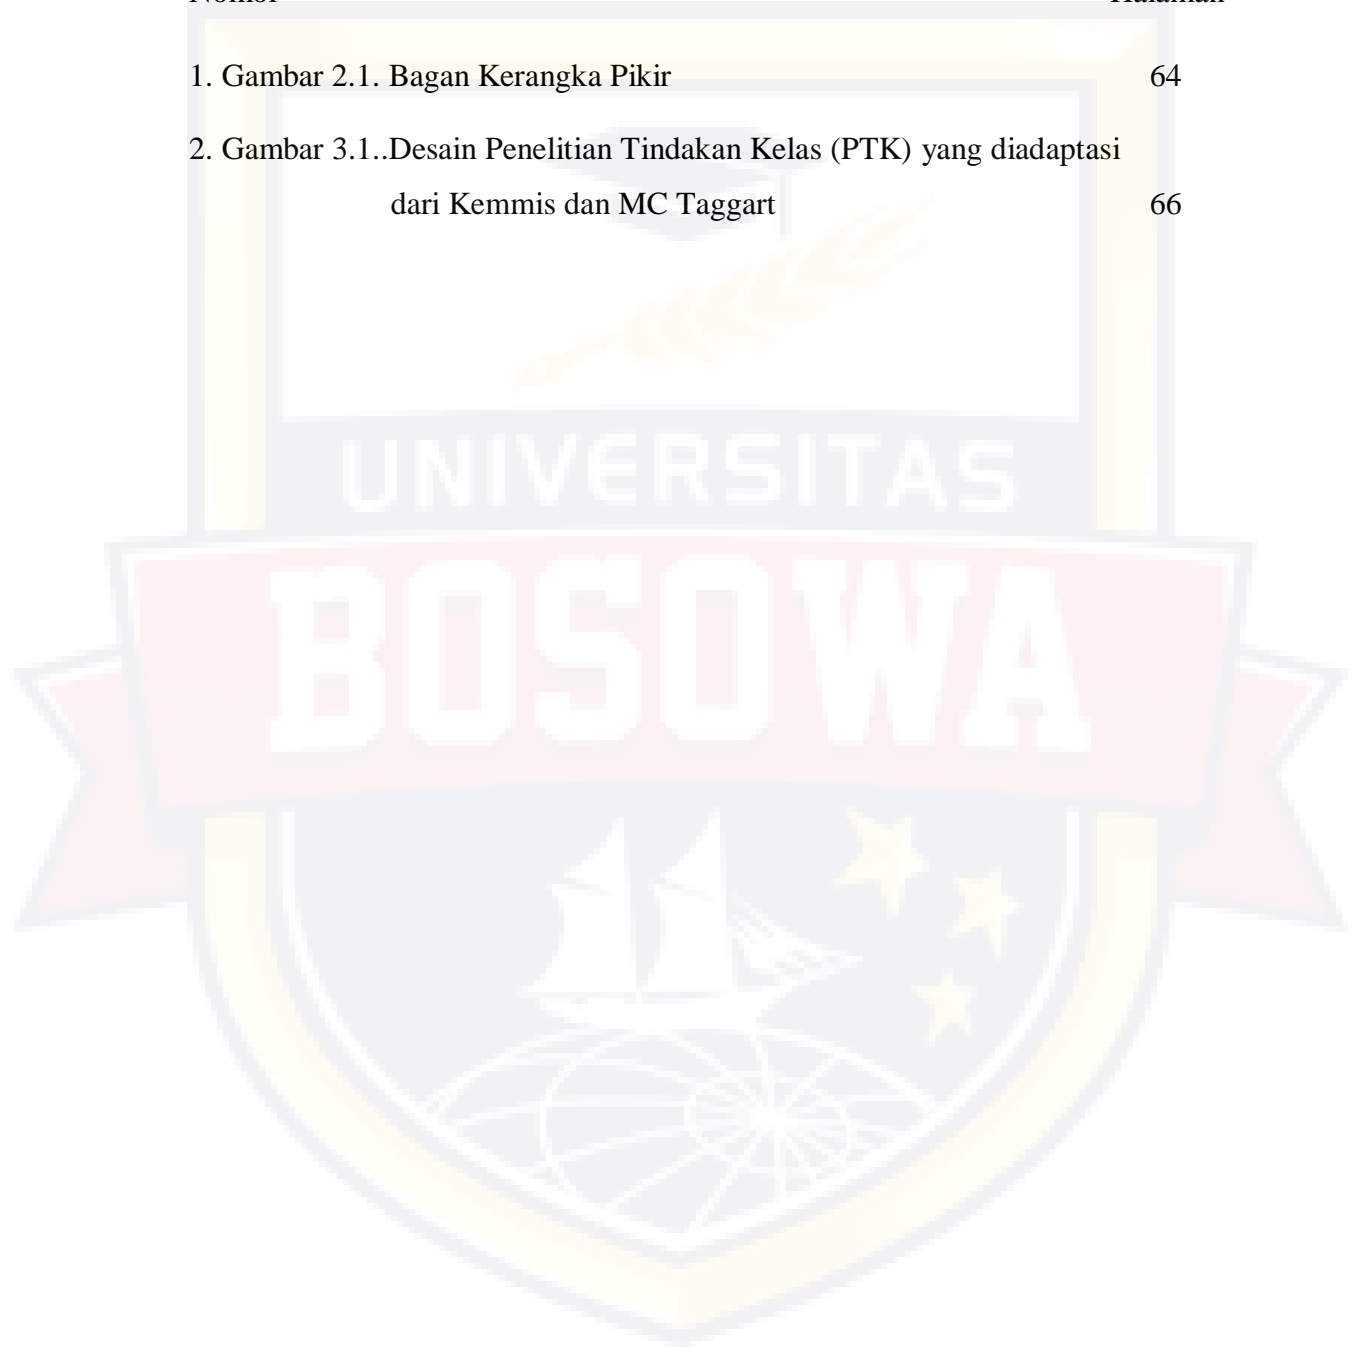 Nomor Halaman
1. Gambar 2.1. Bagan Kerangka Pikir 64
2. Gambar 3.1..Desain Penelitian Tindakan Kelas (PTK) yang diadaptasi
dari Kemmis dan MC Taggart 66
UNIVERSITAS
BOSOWA